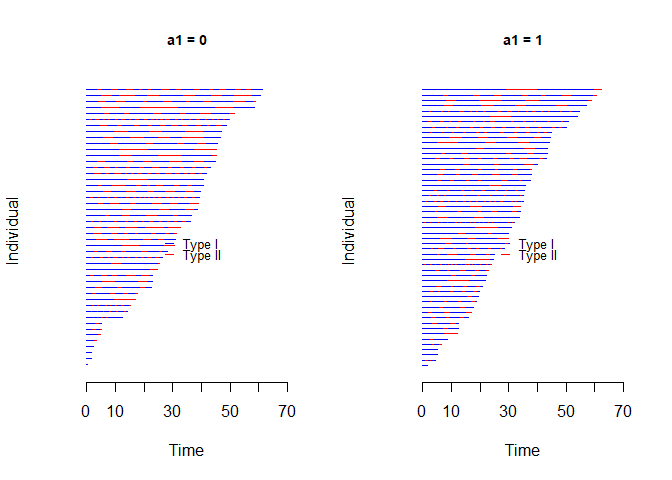 a1 = 0
a1 = 1
Individual
Type I
Type II
Individual
Type I
Type II
0 10 30 50 70
0 10 30 50 70
Time
Time